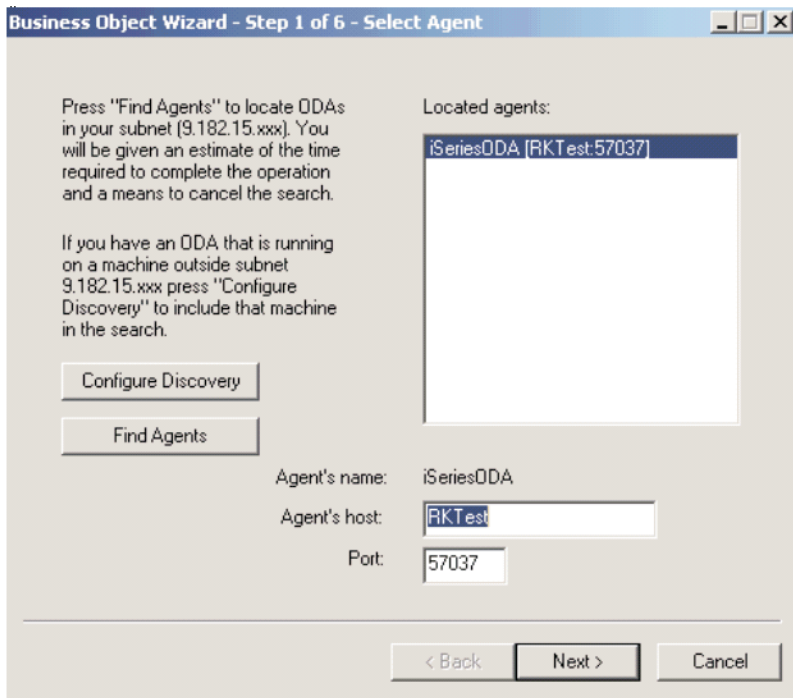 Business Object Wizard - Step 1 of 6 - Select Agent
Press "Find Agents" to locate ODAs
in your subnet (9.182.15.xxx). You
will be given an estimate of the time
required to complete the operation
and a means to cancel the search.
If you have an ODA that is running
on a machine outside subnet
9.182.15.xxx press "Configure
Discovery" to include that machine
in the search.
Configure Discovery
Find Agents
Located agents:
iSeriesODA [RKTest:57037]
Agent's name: iSeriesODA
Agent's host: RKTest
Port: 57037
< Back
Next >
Cancel